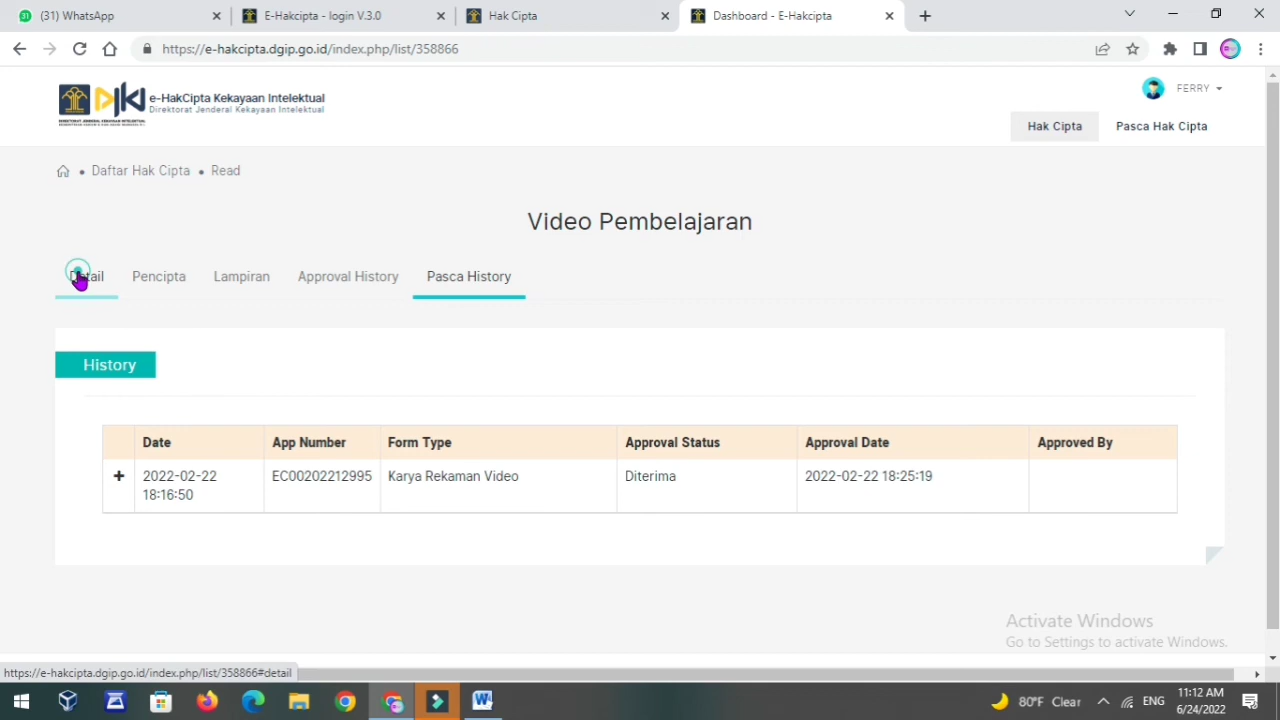 (31) WhatsApp
E-Hakcipta - login V.3.0
Hak Cipta
Dashboard - E-Hakcipta
https://e-hakcipta.dgip.go.id/index.php/list/358866
e-HakCipta Kekayaan Intelektual
Direktorat Jenderal Kekayaan Intelektual
FERRY
Hak Cipta Pasca Hak Cipta
Daftar Hak Cipta • Read
Video Pembelajaran
Detail Pencipta Lampiran Approval History Pasca History
History
Date App Number Form Type Approval Status Approval Date Approved By
+ 2022-02-22 18:16:50 EC00202212995 Karya Rekaman Video Diterima 2022-02-22 18:25:19
Activate Windows
Go to Settings to activate Windows.
https://e-hakcipta.dgip.go.id/index.php/list/358866#detail
80°F Clear
ENG
11:12 AM
6/24/2022